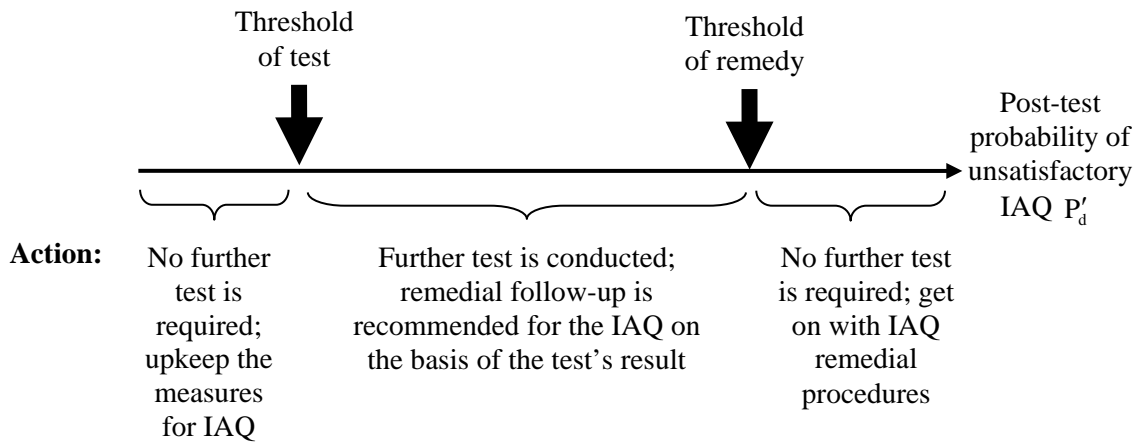 Threshold
of test
Threshold
of remedy
Post-test
probability of
unsatisfactory
IAQ P′d
Action:
No further
test is
required;
upkeep the
measures
for IAQ
Further test is conducted;
remedial follow-up is
recommended for the IAQ on
the basis of the test's result
No further test
is required; get
on with IAQ
remedial
procedures